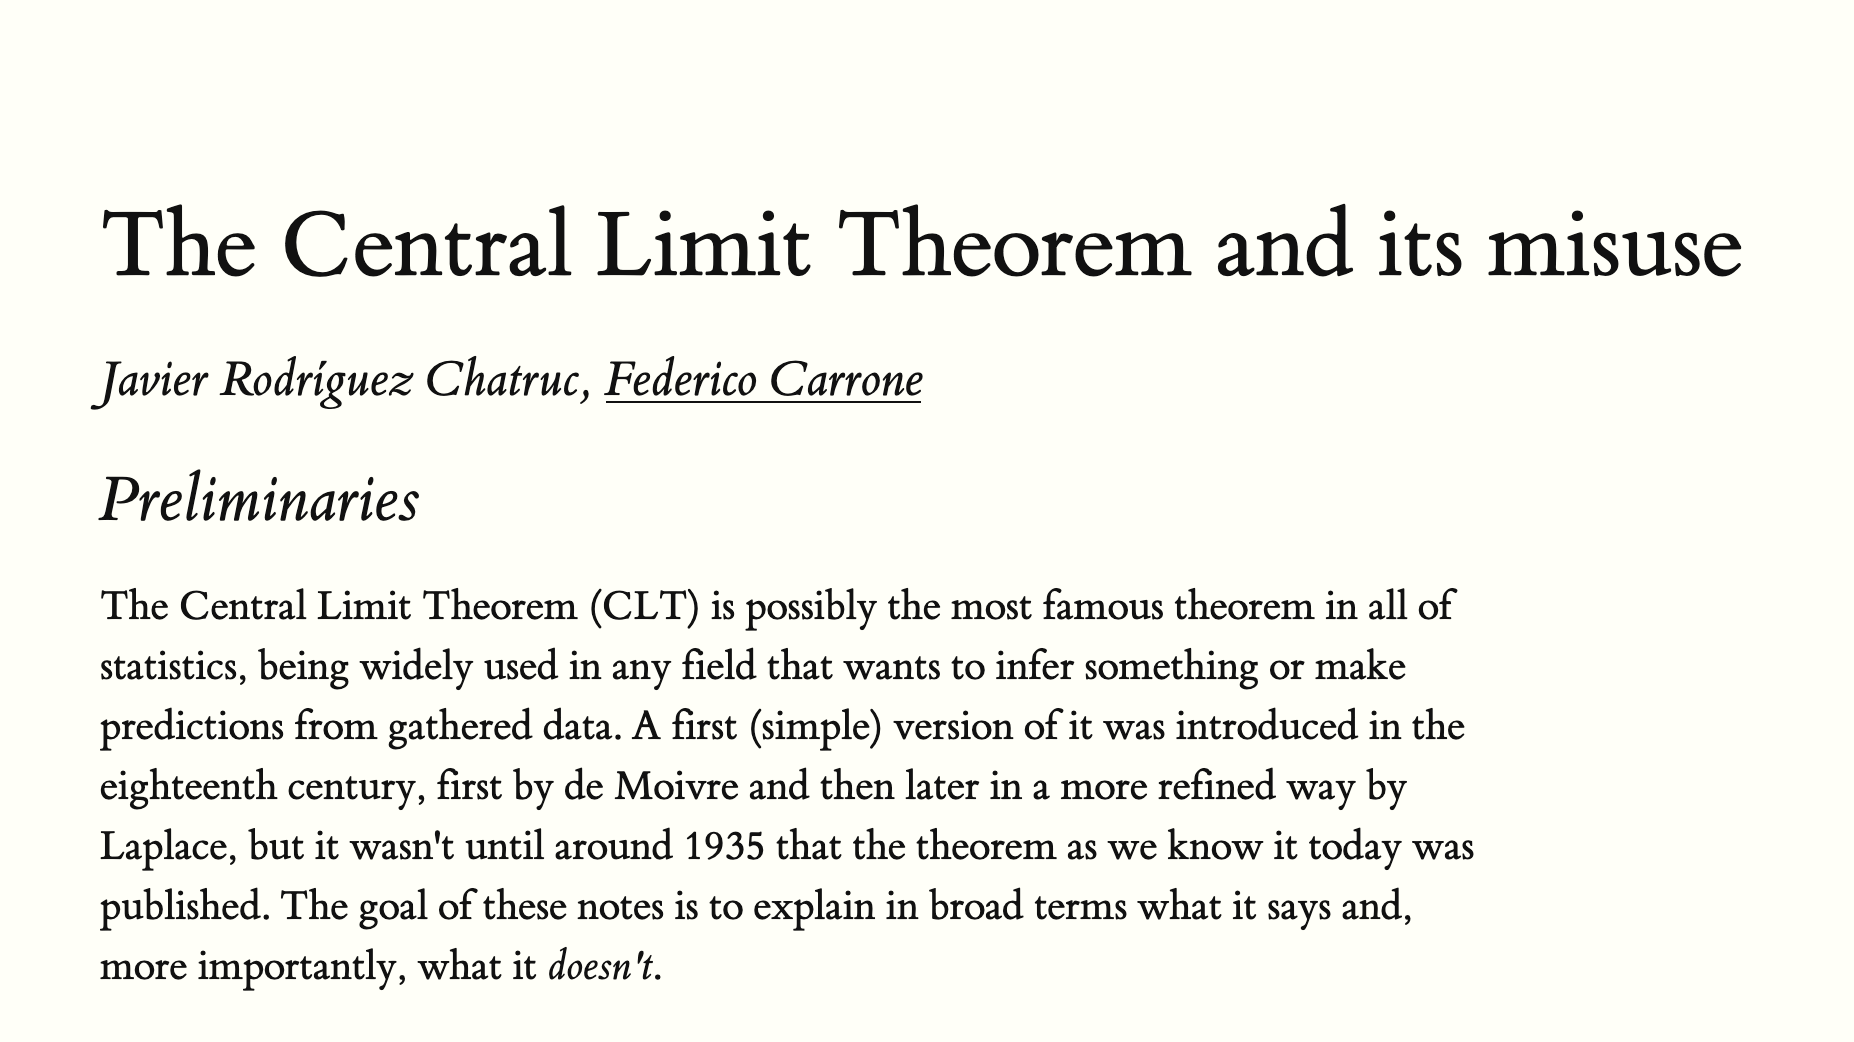 The Central Limit Theorem and its misuse
Javier Rodríguez Chatruc, Federico Carrone
Preliminaries
The Central Limit Theorem (CLT) is possibly the most famous theorem in all of
statistics, being widely used in any field that wants to infer something or make
predictions from gathered data. A first (simple) version of it was introduced in the
eighteenth century, first by de Moivre and then later in a more refined way by
Laplace, but it wasn't until around 1935 that the theorem as we know it today was
published. The goal of these notes is to explain in broad terms what it says and,
more importantly, what it doesn't.